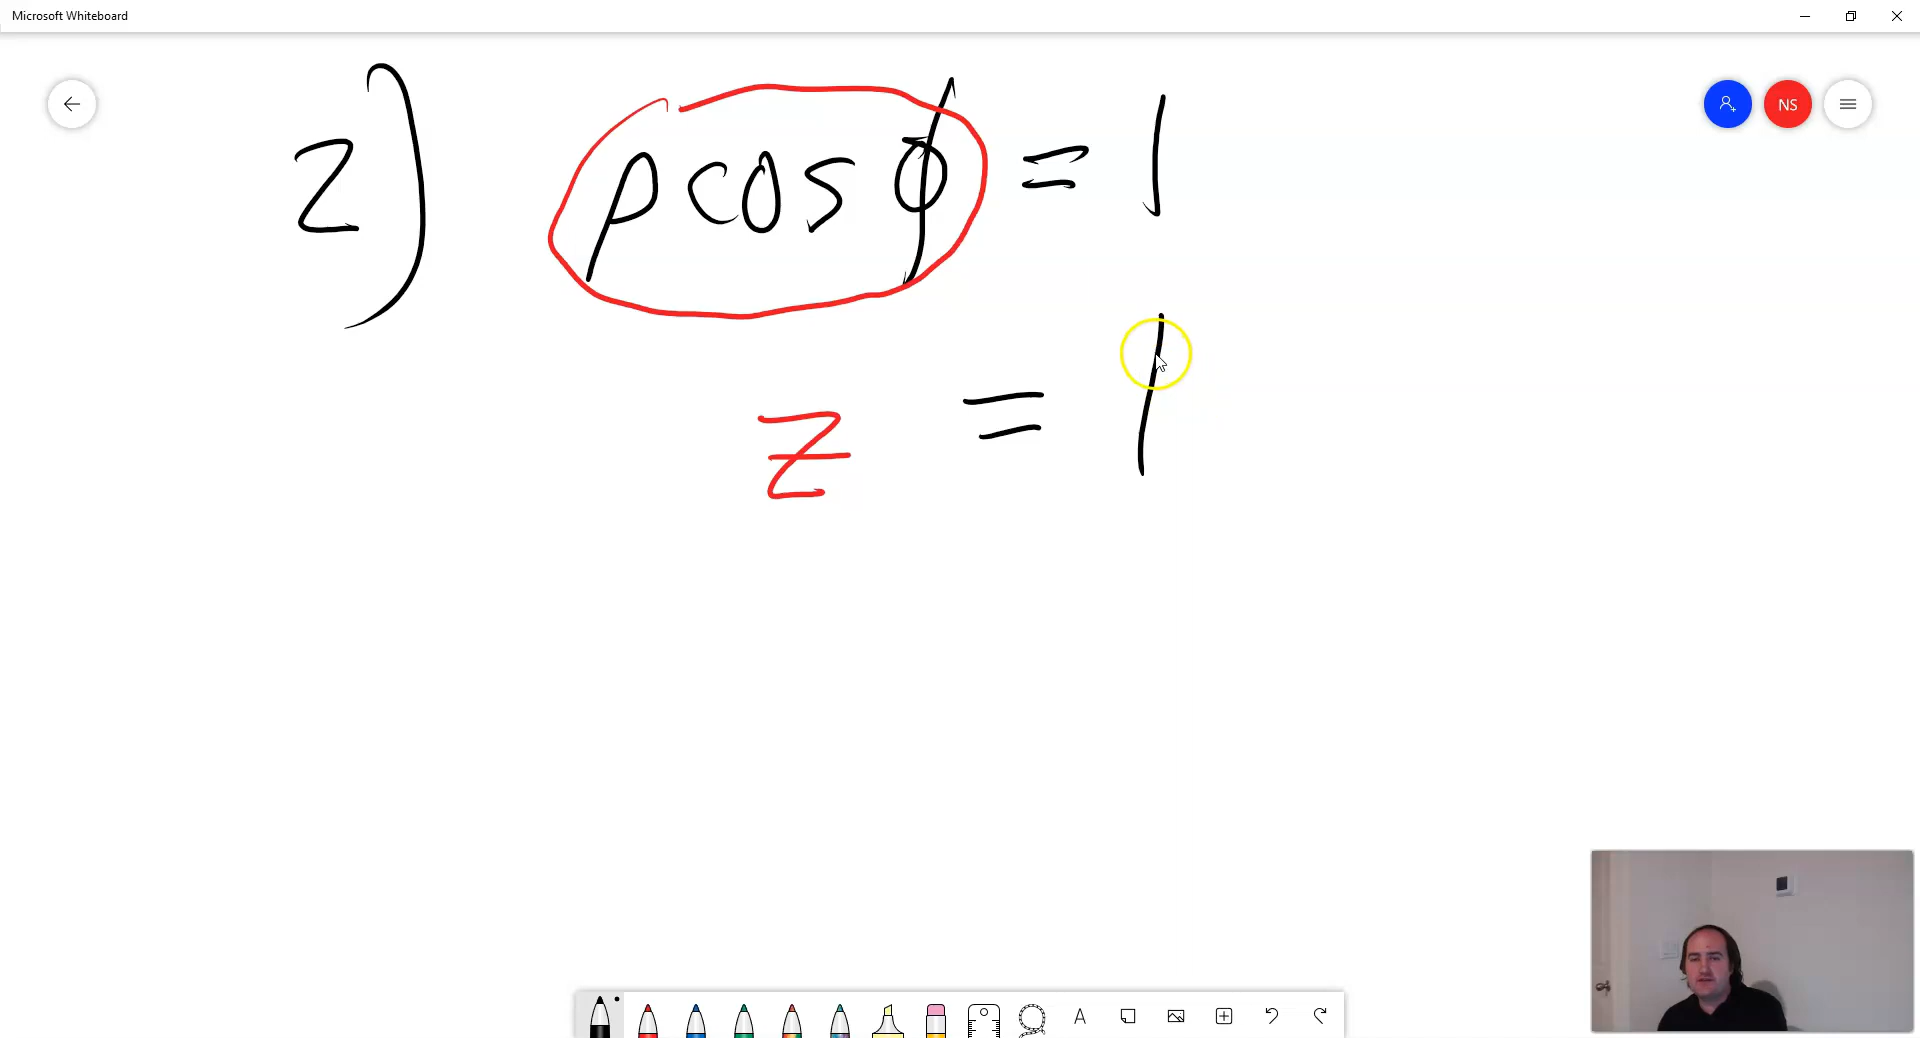 Microsoft Whiteboard
2) ρcosϕ = 1
NS
z = 1
A